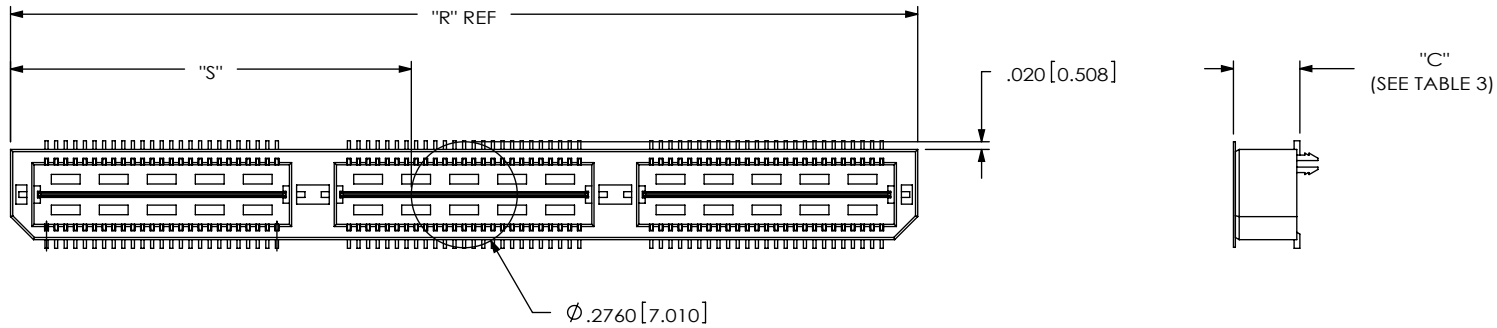 "R" REF
"S"
.020 [0.508]
"C"
(SEE TABLE 3)
Ø.2760 [7.010]